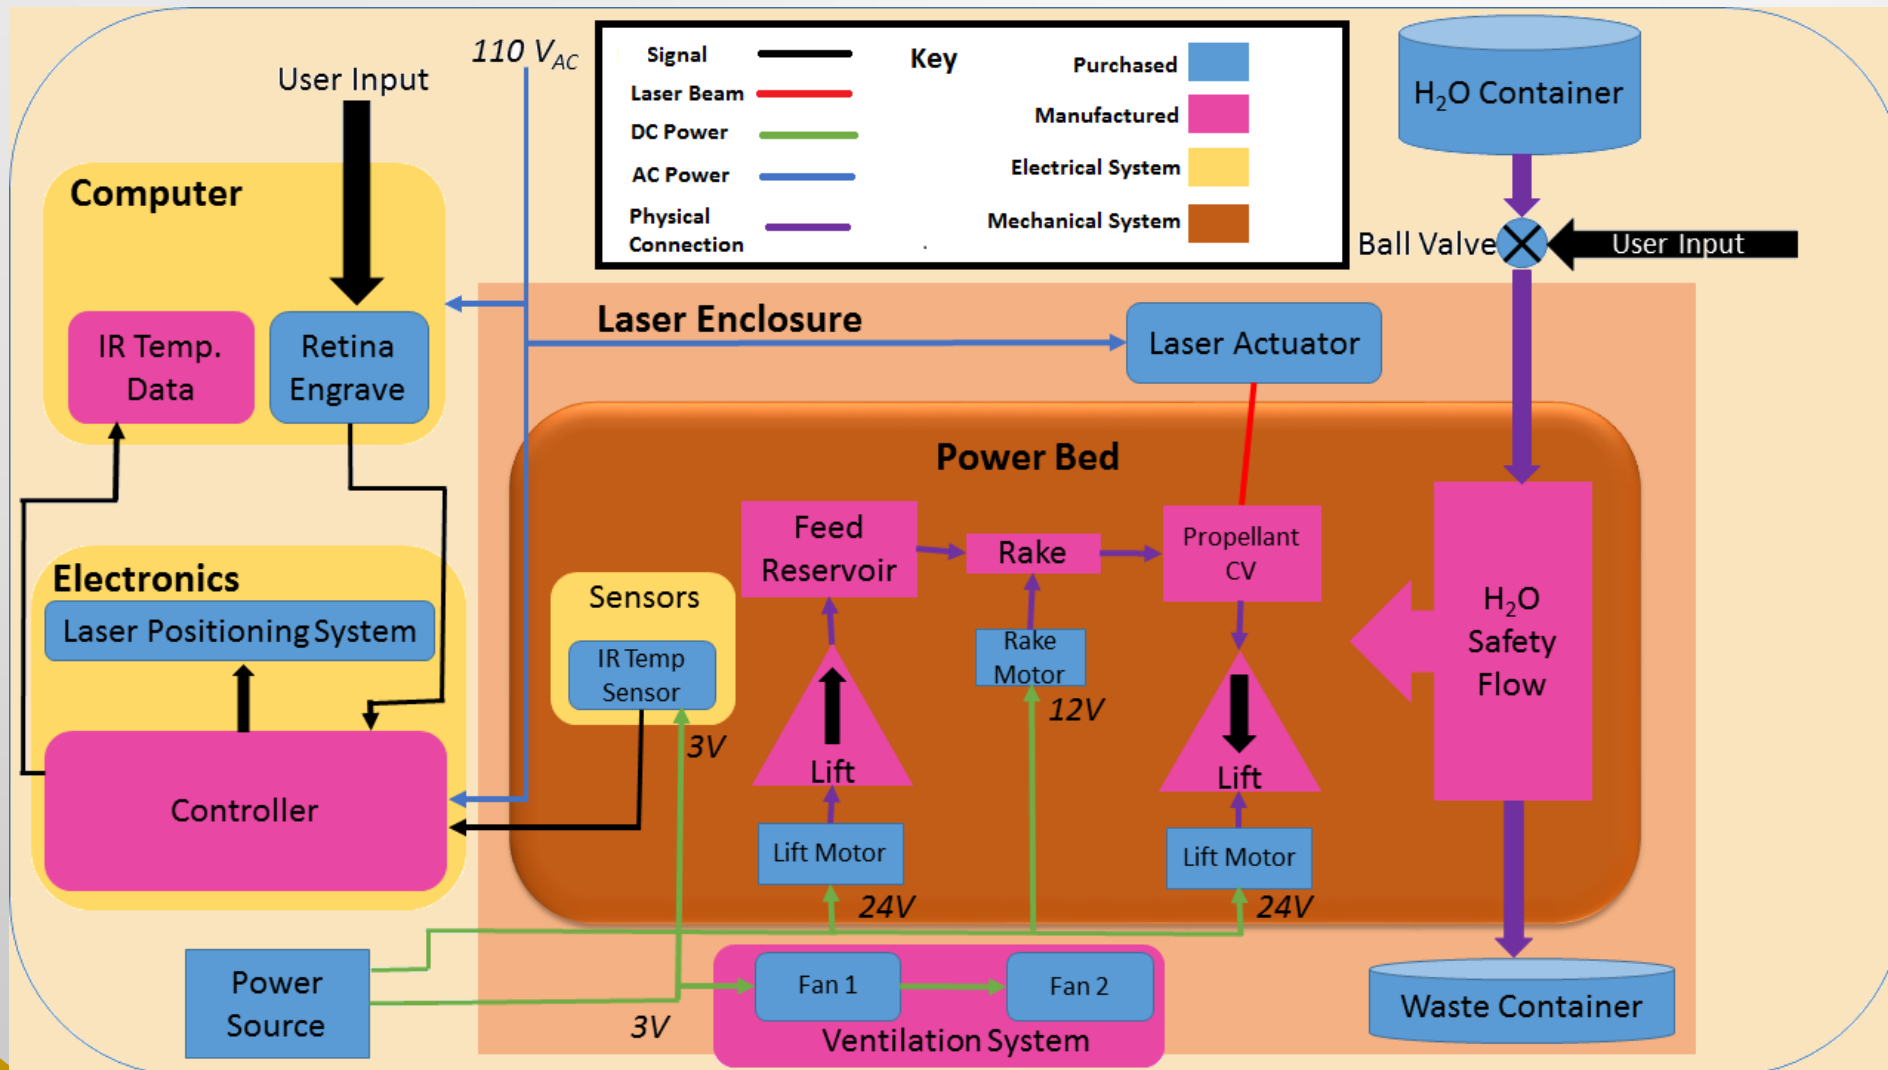 110 V_AC
User Input
Key
Signal
Laser Beam
DC Power
AC Power
Physical
Connection
Purchased
Manufactured
Electrical System
Mechanical System
H₂O Container
Ball Valve
User Input
Computer
IR Temp.
Data
Retina
Engrave
Laser Enclosure
Laser Actuator
Power Bed
Feed
Reservoir
Rake
Propellant
CV
Electronics
Laser Positioning System
Controller
Sensors
IR Temp
Sensor
3V
Rake
Motor
12V
Lift
Lift
Lift Motor
24V
Lift Motor
24V
H₂O
Safety
Flow
Power
Source
3V
Fan 1
Fan 2
Ventilation System
Waste Container